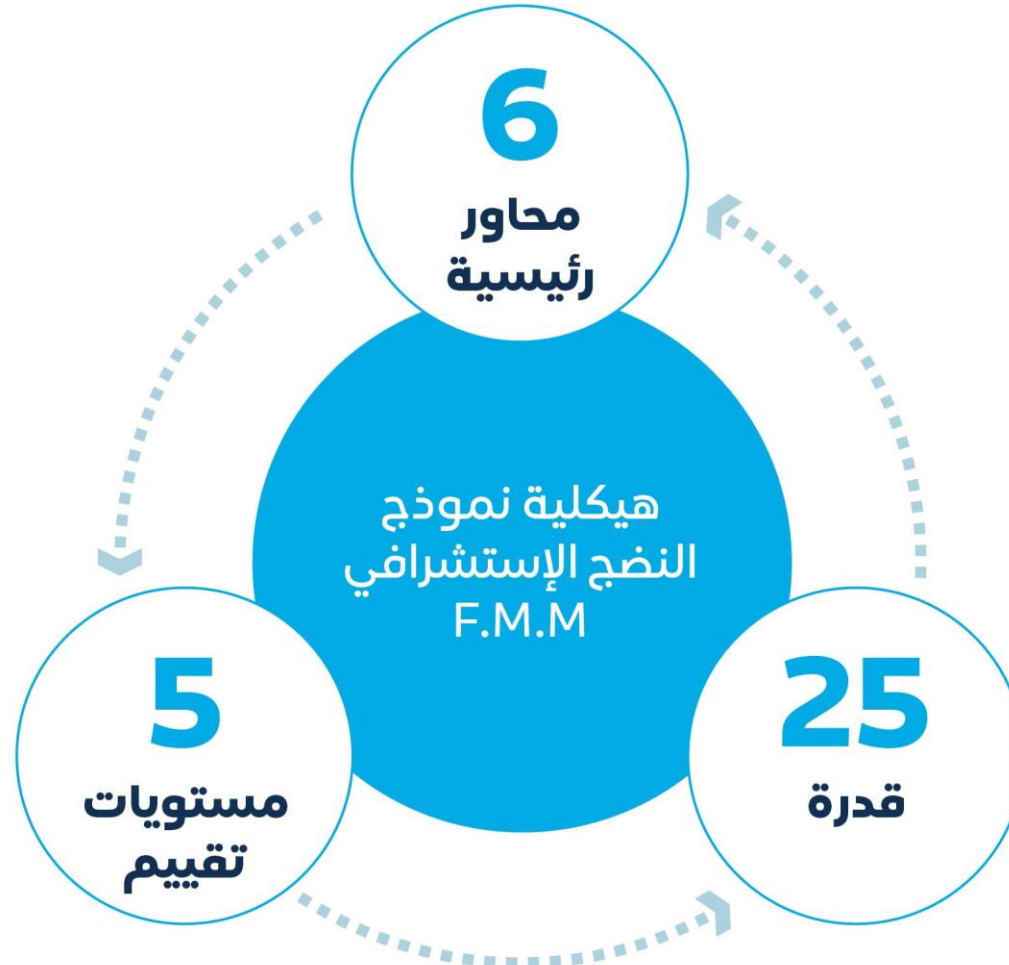 6
محاور
رئيسية
هيكلية نموذج
النضج الإستشرافي
F.M.M
25
قدرة
5
مستويات
تقييم